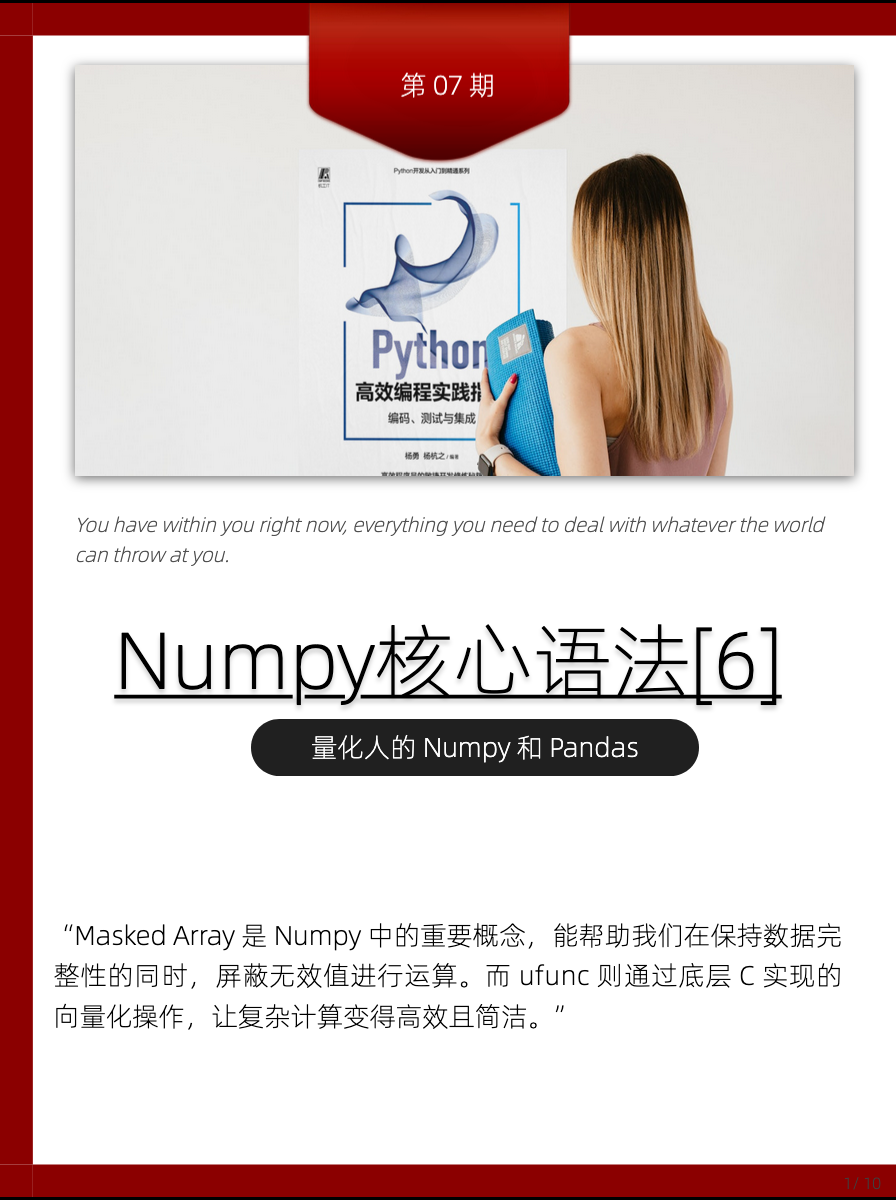 第 07 期
Python开发从入门到精通系列
机工IT
Python
高效编程实践指
编码、测试与集成
杨勇 杨杭之 / 编著
You have within you right now, everything you need to deal with whatever the world
can throw at you.
Numpy核心语法[6]
量化人的 Numpy 和 Pandas
“Masked Array 是 Numpy 中的重要概念，能帮助我们在保持数据完
整性的同时，屏蔽无效值进行运算。而 ufunc 则通过底层 C 实现的
向量化操作，让复杂计算变得高效且简洁。”
1/ 10